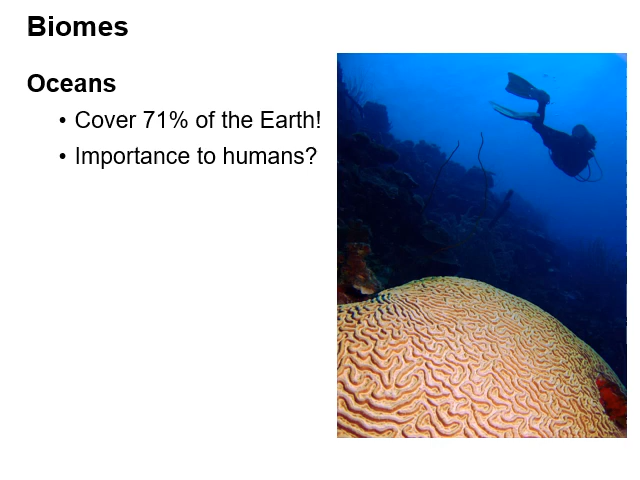 Biomes
Oceans
• Cover 71% of the Earth!
• Importance to humans?